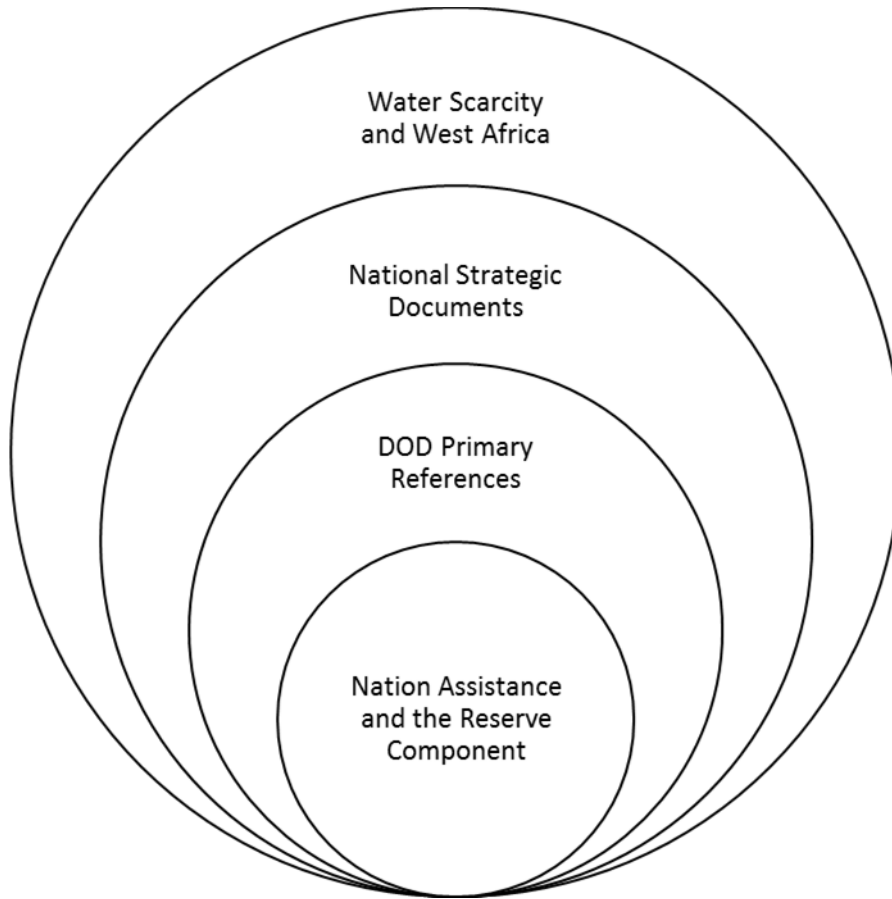 Water Scarcity
and West Africa
National Strategic
Documents
DOD Primary
References
Nation Assistance
and the Reserve
Component